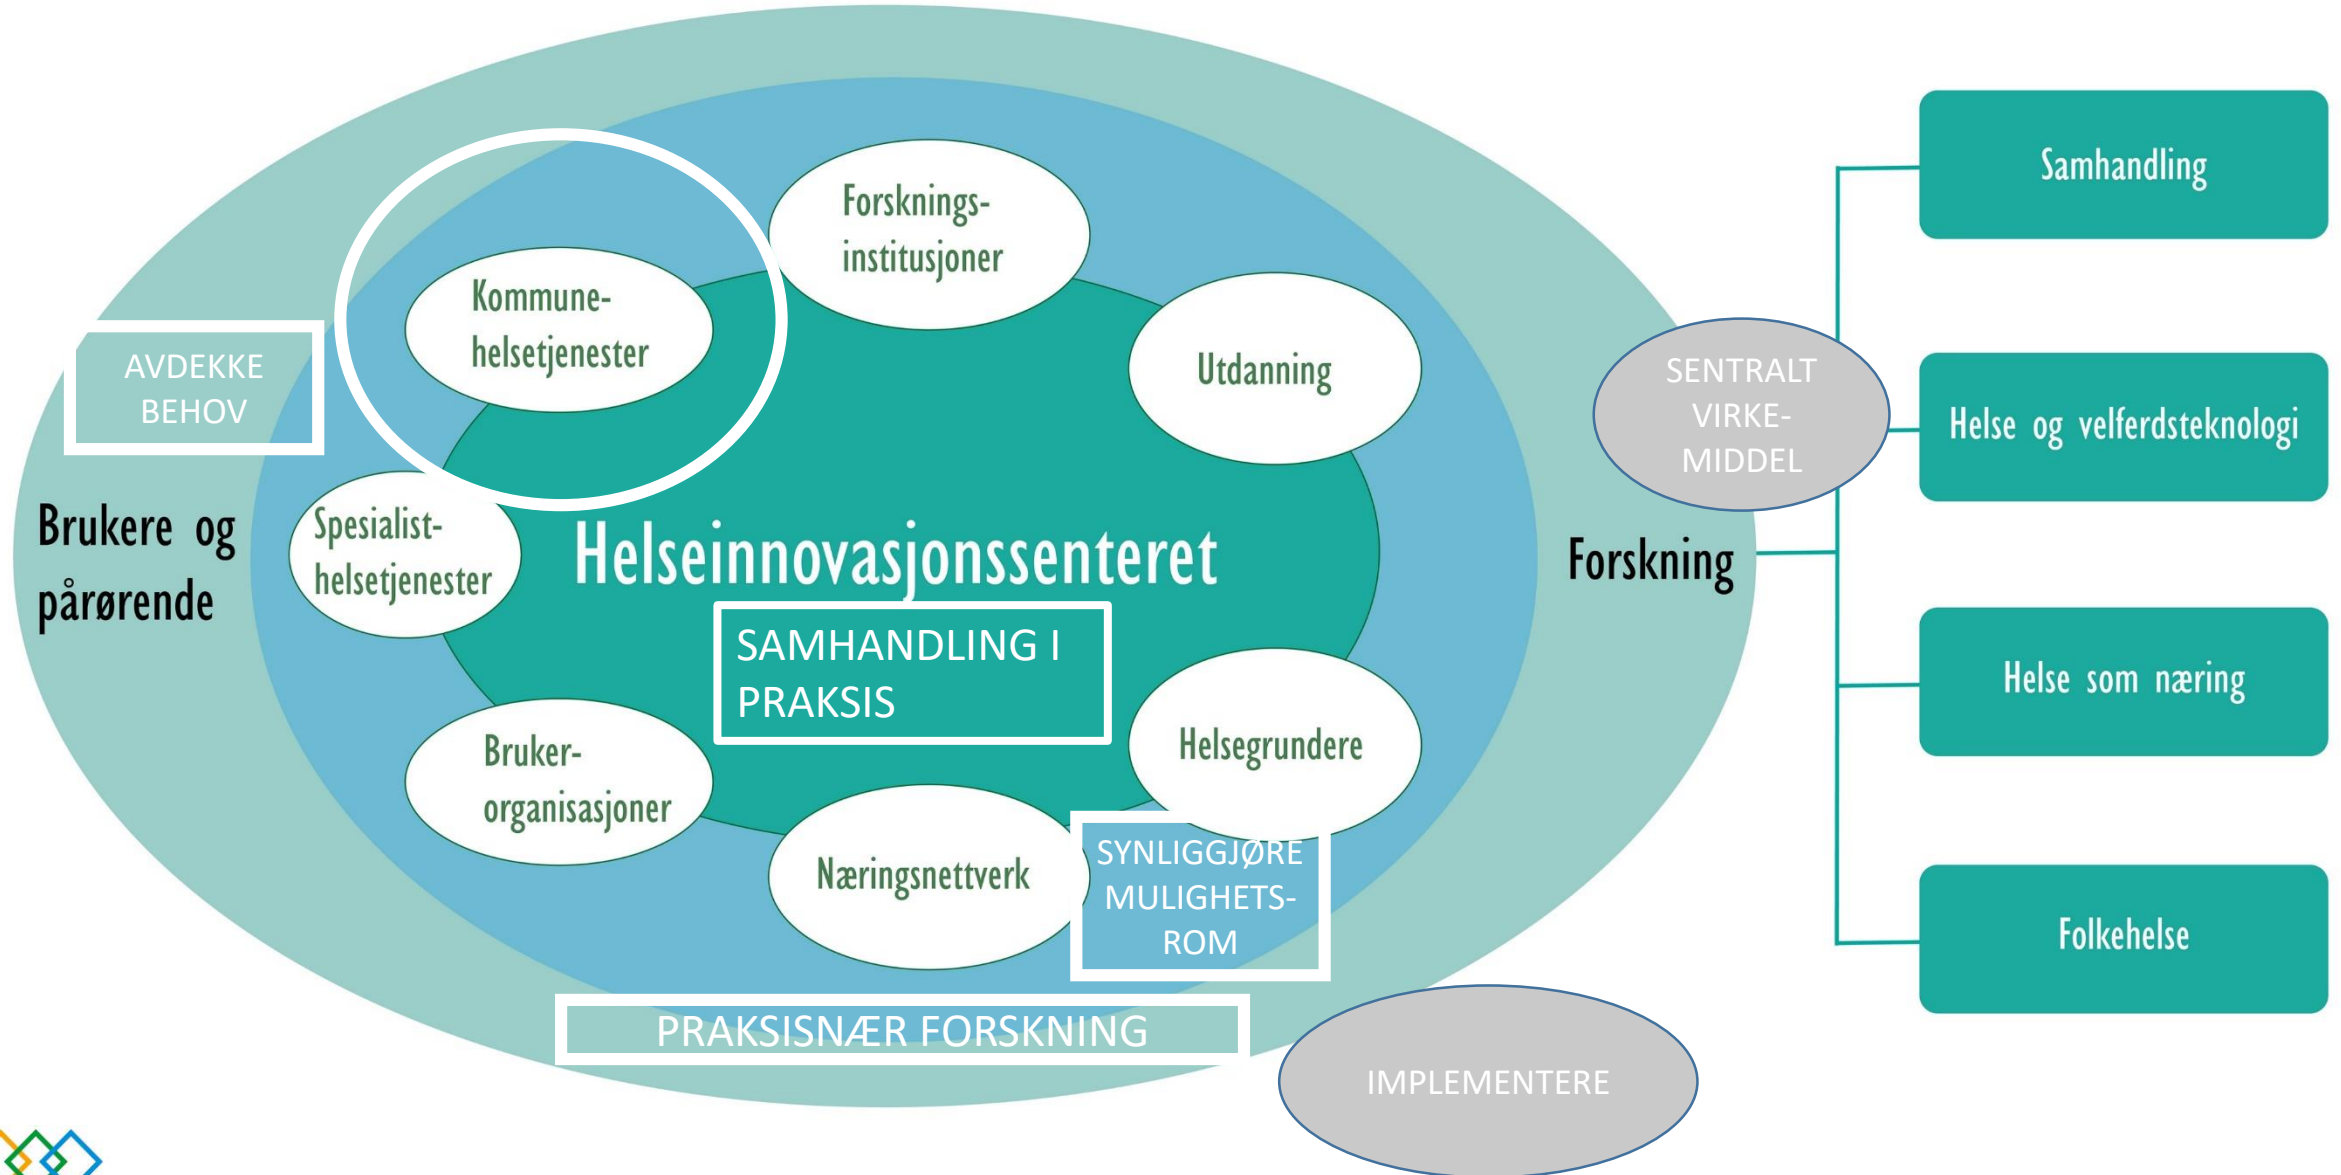 Forsknings-
institusjoner
Kommune-
helsetjenester
Utdanning
AVDEKKE
BEHOV
Brukere og
pårørende
Spesialist-
helsetjenester
Helseinnovasjonssenteret
SAMHANDLING I
PRAKSIS
Bruker-
organisasjoner
Næringsnettverk
Helsegrundere
SYNLIGGJØRE
MULIGHETS-
ROM
PRAKSISNÆR FORSKNING
IMPLEMENTERE
Forskning
SENTRALT
VIRKE-
MIDDEL
Samhandling
Helse og velferdsteknologi
Helse som næring
Folkehelse